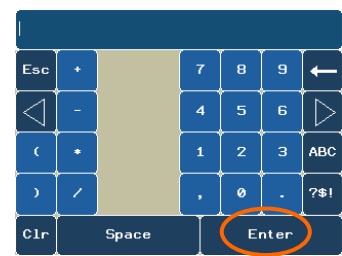 Esc + 7 8 9 ←
- 4 5 6
( * 1 2 3 ABC
) / , 0 . ?$!
Clr Space Enter